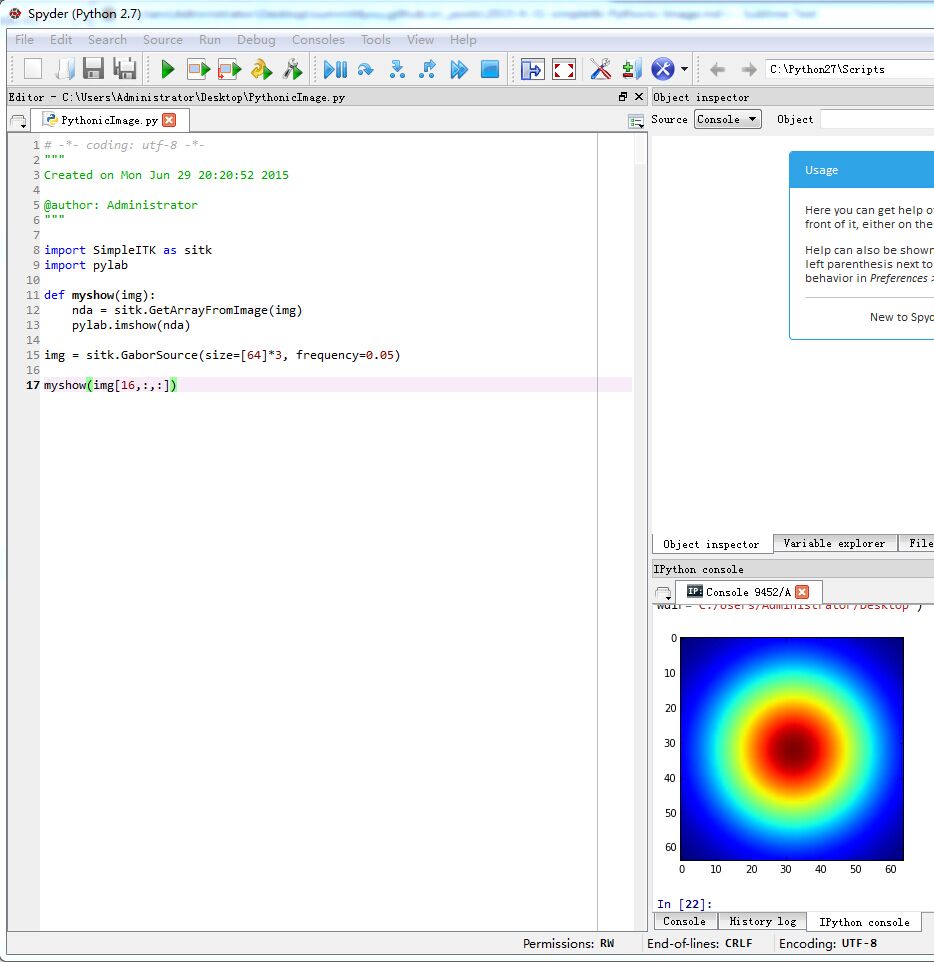 Spyder (Python 2.7)
File Edit Search Source Run Debug Consoles Tools View Help
C:\Python27\Scripts
Editor - C:\Users\Administrator\Desktop\PythonicImage.py
PythonicImage.py
1 # -*- coding: utf-8 -*-
2 """
3 Created on Mon Jun 29 20:20:52 2015
4
5 @author: Administrator
6 """
7
8 import SimpleITK as sitk
9 import pylab
10
11 def myshow(img):
12 nda = sitk.GetArrayFromImage(img)
13 pylab.imshow(nda)
14
15 img = sitk.GaborSource(size=[64]*3, frequency=0.05)
16
17 myshow(img[16,:,:])
Object inspector
Source Console Object
Usage
Here you can get help o
front of it, either on the
Help can also be shown
left parenthesis next to
behavior in Preferences >
New to Spyd
Object inspector Variable explorer File
IPython console
IP: Console 9452/A
wdir='C:/Users/Administrator/Desktop')
0
10
20
30
40
50
60
0 10 20 30 40 50 60
In [22]:
Console History log IPython console
Permissions: RW End-of-lines: CRLF Encoding: UTF-8